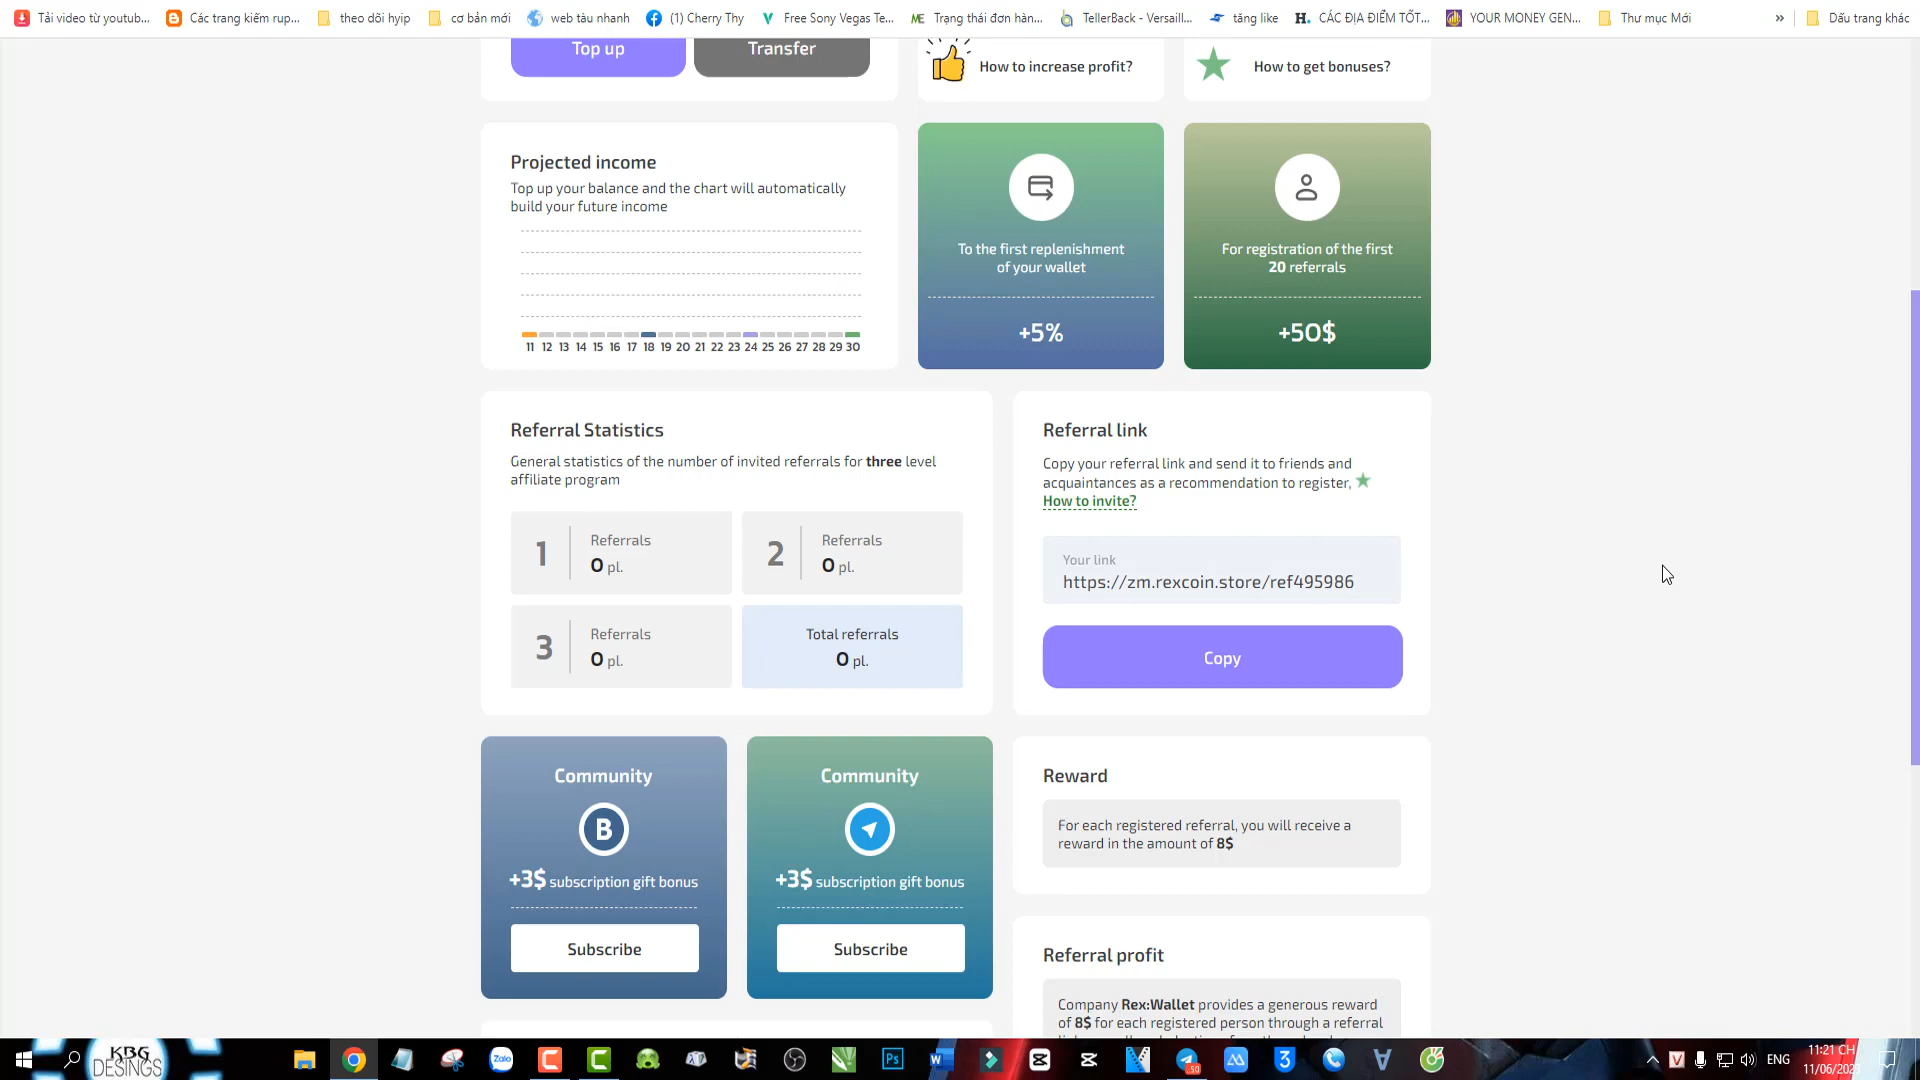 Tải video từ youtub...
Các trang kiếm rup...
theo dõi hyip
cơ bản mới
web tàu nhanh
(1) Cherry Thy
Free Sony Vegas Te...
Trạng thái đơn hàn...
TellerBack - Versaill...
tăng like
CÁC ĐỊA ĐIỂM TỐT...
YOUR MONEY GEN...
Thư mục Mới
»
Dấu trang khác
Top up
Transfer
How to increase profit?
How to get bonuses?
Projected income
Top up your balance and the chart will automatically
build your future income
11 12 13 14 15 16 17 18 19 20 21 22 23 24 25 26 27 28 29 30
To the first replenishment
of your wallet
+5%
For registration of the first
20 referrals
+50$
Referral Statistics
General statistics of the number of invited referrals for three level
affiliate program
1
Referrals
0 pl.
2
Referrals
0 pl.
3
Referrals
0 pl.
Total referrals
0 pl.
Referral link
Copy your referral link and send it to friends and
acquaintances as a recommendation to register,
How to invite?
Your link
https://zm.rexcoin.store/ref495986
Copy
Community
B
+3$ subscription gift bonus
Subscribe
Community
+3$ subscription gift bonus
Subscribe
Reward
For each registered referral, you will receive a
reward in the amount of 8$
Referral profit
Company Rex:Wallet provides a generous reward
of 8$ for each registered person through a referral
KBG
DESINGS
Zalo
Ps
50
ENG
11:21 CH
11/06/202